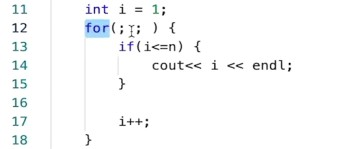 11 int i = 1;
12 for(; ; ) {
13 if(i<=n) {
14 cout<< i << endl;
15 }
16
17 i++;
18 }